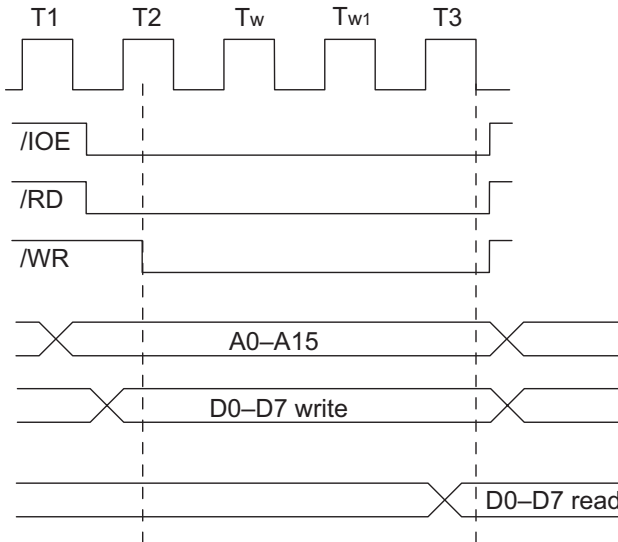 T1 T2 Tw Tw1 T3
/IOE
/RD
/WR
A0–A15
D0–D7 write
D0–D7 read